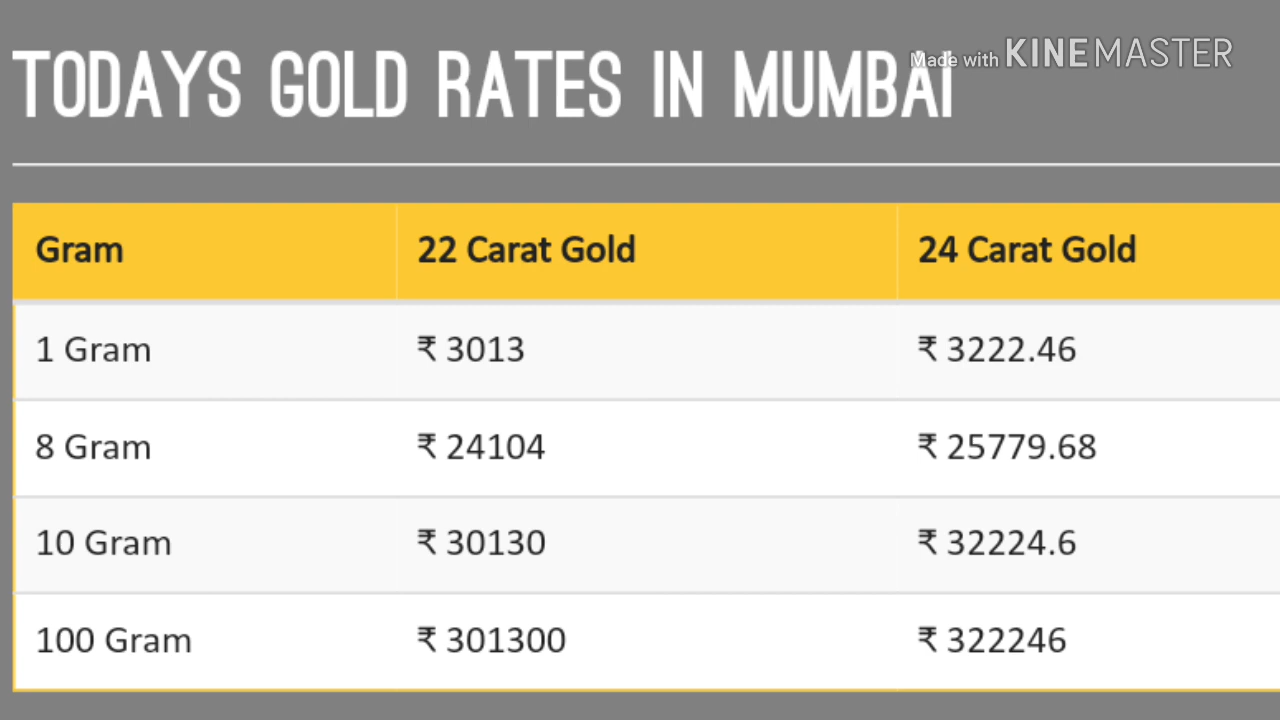 TODAYS GOLD RATES IN MUMBAI
Made with KINEMASTER
Gram 22 Carat Gold 24 Carat Gold
1 Gram ₹ 3013 ₹ 3222.46
8 Gram ₹ 24104 ₹ 25779.68
10 Gram ₹ 30130 ₹ 32224.6
100 Gram ₹ 301300 ₹ 322246